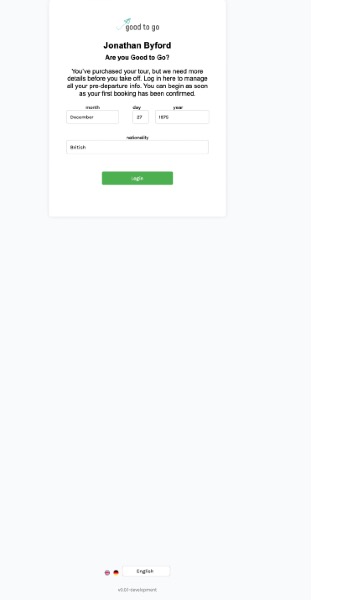 good to go
Jonathan Byford
Are you Good to Go?
You've purchased your tour, but we need more
details before you take off. Log in here to manage
all your pre-departure info. You can begin as soon
as your first booking has been confirmed.
month day year
December 27 1975
nationality
British
Login
English
v0.01-development